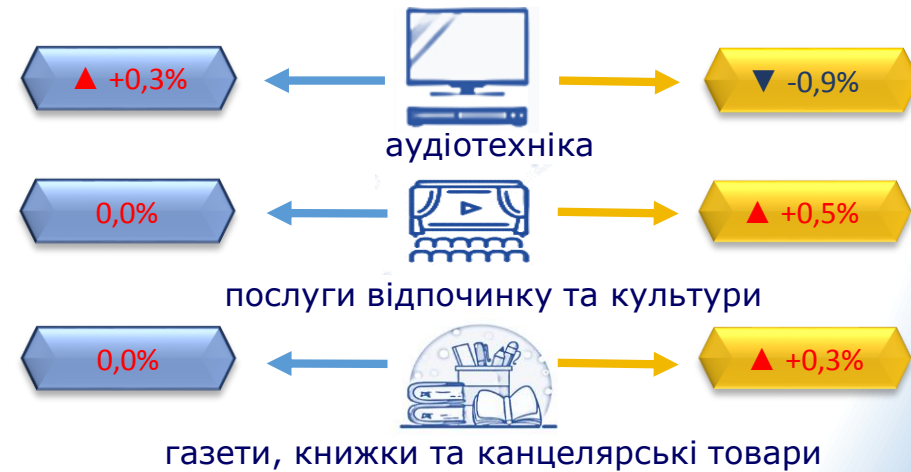 ▲ +0,3%
▼ -0,9%
аудіотехніка
0,0%
▲ +0,5%
послуги відпочинку та культури
0,0%
▲ +0,3%
газети, книжки та канцелярські товари